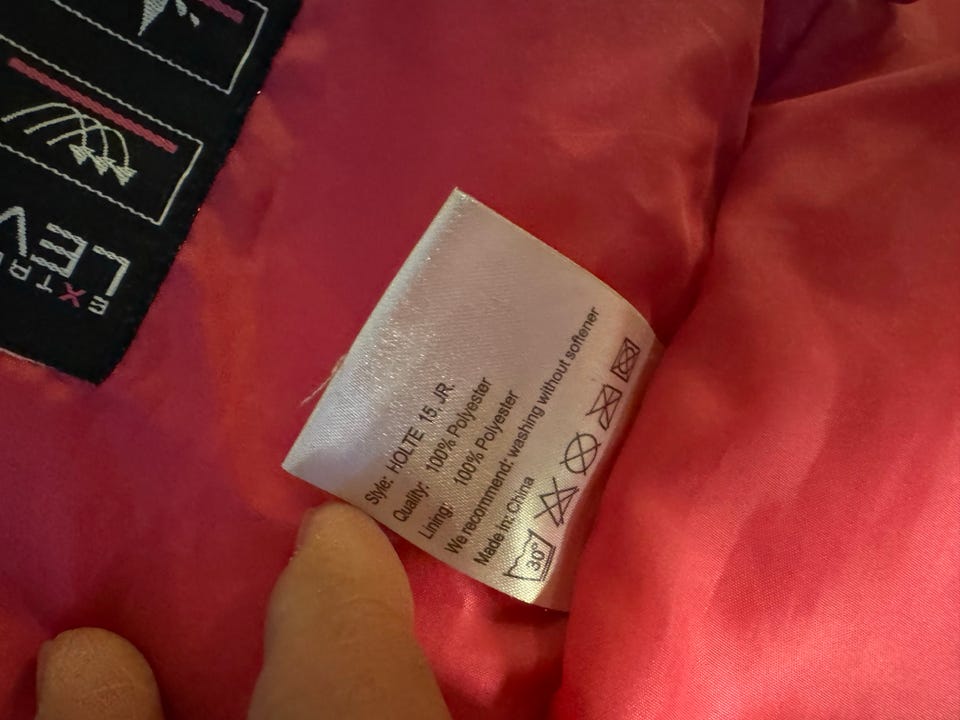 Style: HOLTE 15, JR.
Quality: 100% Polyester
Lining: 100% Polyester
We recommend: washing without softener
Made in: China
30°
LEV
EXTR